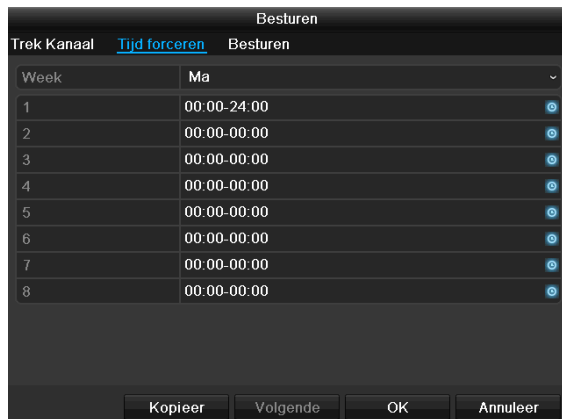 Besturen
Trek Kanaal Tijd forceren Besturen
Week Ma
1 00:00-24:00
2 00:00-00:00
3 00:00-00:00
4 00:00-00:00
5 00:00-00:00
6 00:00-00:00
7 00:00-00:00
8 00:00-00:00
Kopieer Volgende OK Annuleer